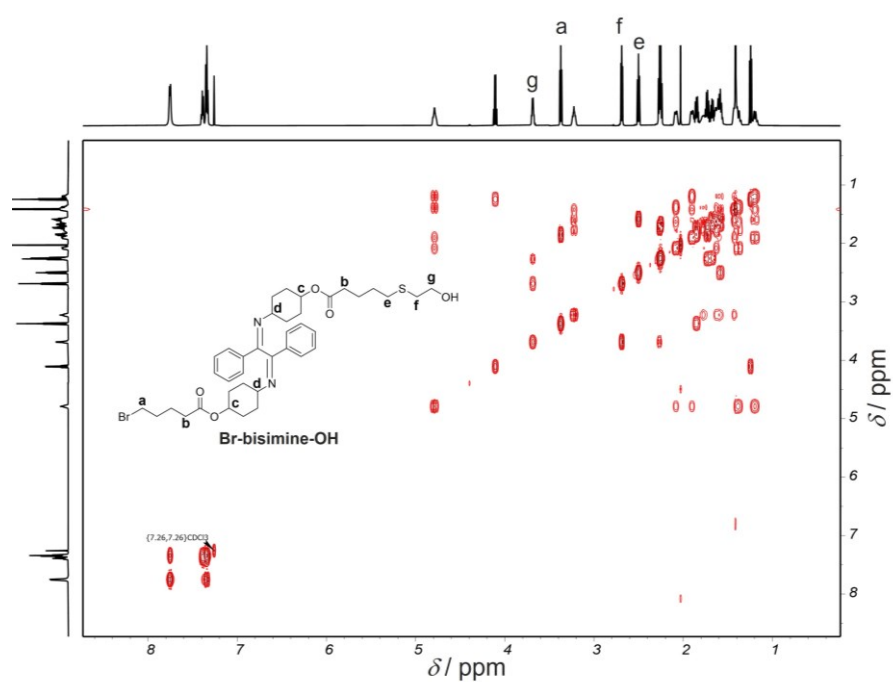 a
f
g
e
1
2
3
4
5
6
7
8
δ / ppm
b
g
c
O
S
OH
d
O
e
f
N
N
a
O
d
Br
b
O
c
Br-bisimine-OH
{7.26,7.26}CDCl3
8
7
6
5
4
3
2
1
δ / ppm